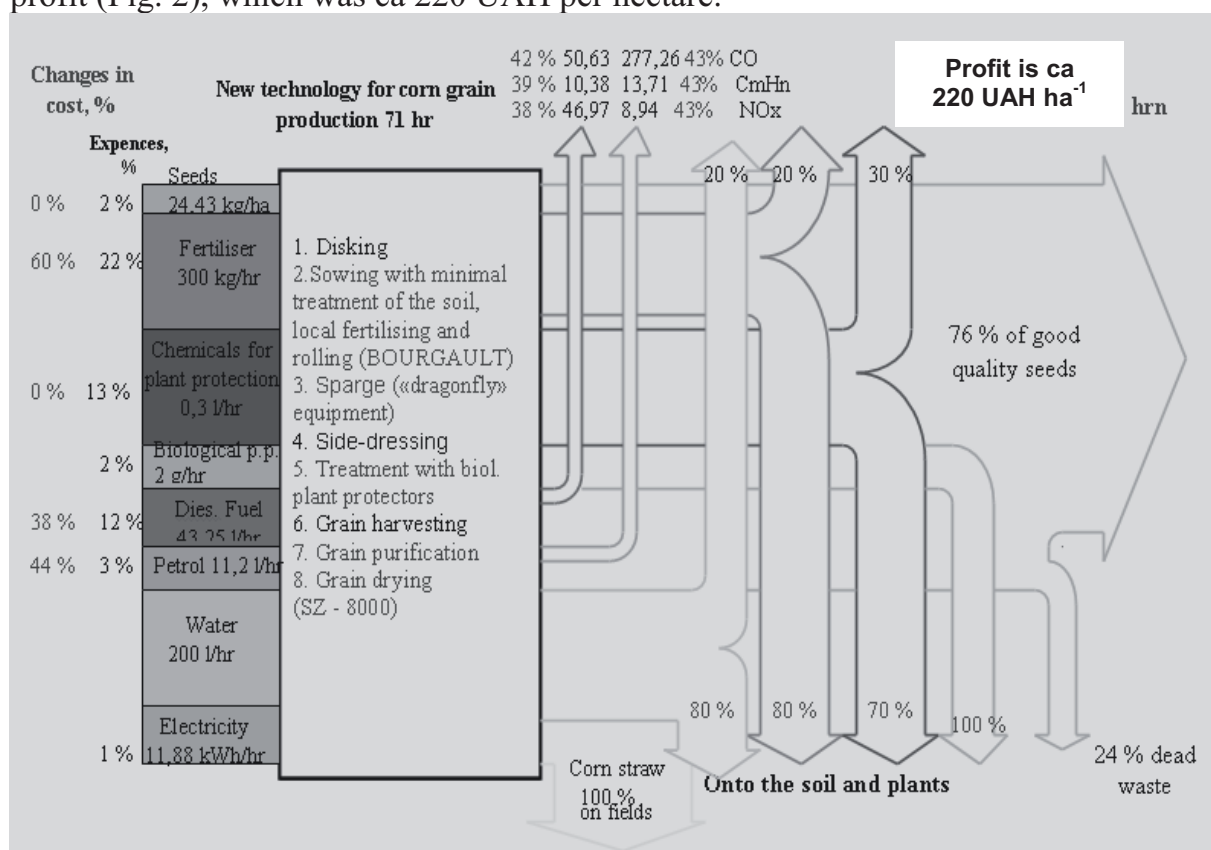 profit (Fig. 2), which was ca 220 UAH per hectare.
Changes in
cost, %
Expences,
%
New technology for corn grain
production 71 hr
42 % 50,63 277,26 43% CO
39 % 10,38 13,71 43% CmHn
38 % 46,97 8,94 43% NOx
Profit is ca
220 UAH ha-1
hrn
Seeds
24,43 kg/ha
0 % 2 %
Fertiliser
300 kg/hr
60 % 22 %
Chemicals for
plant protection
0,3 l/hr
0 % 13 %
Biological p.p.
2 g/hr
2 %
Dies. Fuel
43,25 l/hr
38 % 12 %
Petrol 11,2 l/hr
44 % 3 %
Water
200 l/hr
Electricity
11,88 kWh/hr
1 %
1. Disking
2.Sowing with minimal
treatment of the soil,
local fertilising and
rolling (BOURGAULT)
3. Sparge («dragonfly»
equipment)
4. Side-dressing
5. Treatment with biol.
plant protectors
6. Grain harvesting
7. Grain purification
8. Grain drying
(SZ - 8000)
20 % 20 % 30 %
76 % of good
quality seeds
80 % 80 % 70 % 100 %
24 % dead
waste
Corn straw
100 %
on fields
Onto the soil and plants